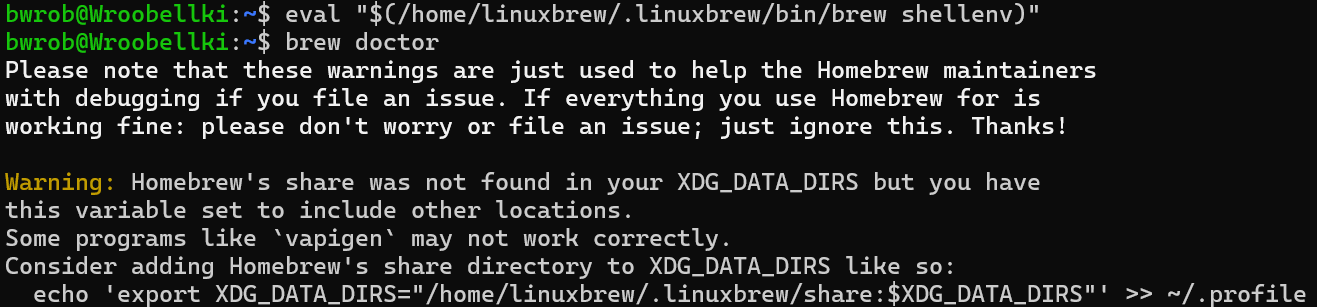 bwrob@Wroobellki:~$ eval "$(/home/linuxbrew/.linuxbrew/bin/brew shellenv)"
bwrob@Wroobellki:~$ brew doctor
Please note that these warnings are just used to help the Homebrew maintainers
with debugging if you file an issue. If everything you use Homebrew for is
working fine: please don't worry or file an issue; just ignore this. Thanks!

Warning: Homebrew's share was not found in your XDG_DATA_DIRS but you have
this variable set to include other locations.
Some programs like `vapigen` may not work correctly.
Consider adding Homebrew's share directory to XDG_DATA_DIRS like so:
  echo 'export XDG_DATA_DIRS="/home/linuxbrew/.linuxbrew/share:$XDG_DATA_DIRS"' >> ~/.profile